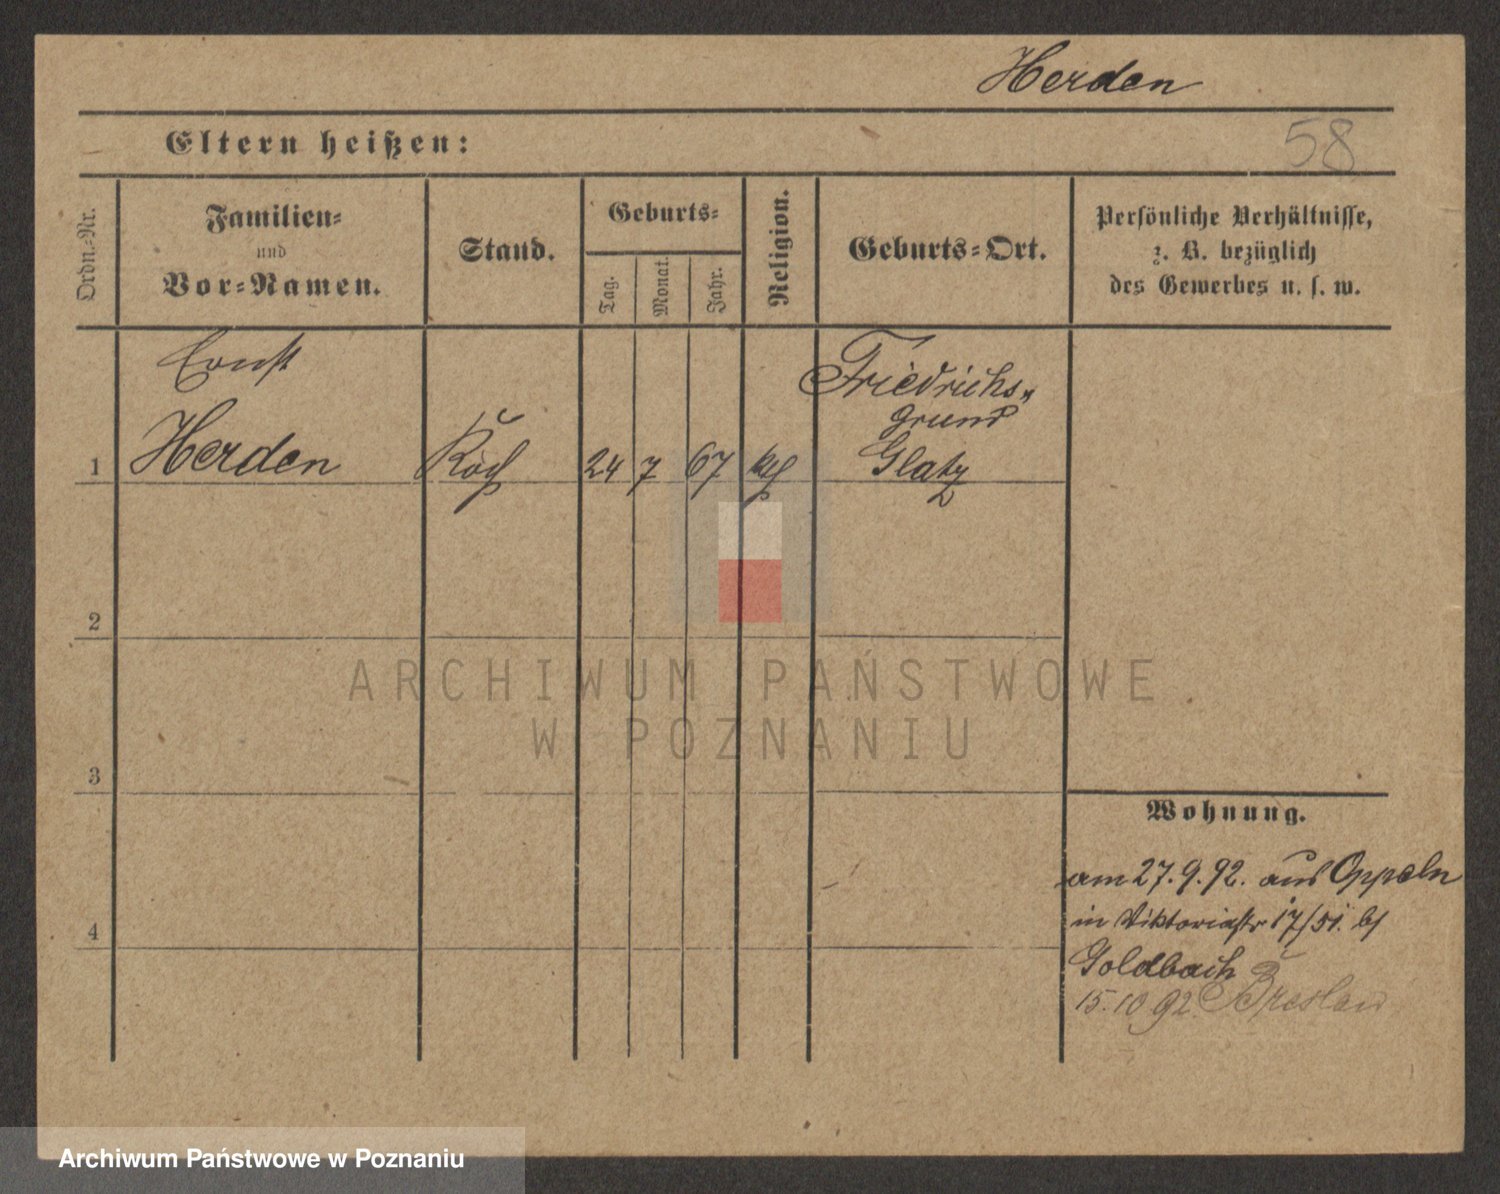 Herden
58
Eltern heißen:
Ordn.=Nr.
Familien=
und
Vor=Namen.
Stand.
Geburts=
Tag.
Monat.
Jahr.
Religion.
Geburts=Ort.
Persönliche Verhältnisse,
z. B. bezüglich
des Gewerbes u. s. w.
Ernst
Herden
Koch
24
7
67
kth
Friedrichs„
grund
Glatz
1
2
3
4
Wohnung.
am 27.9.92. aus Oppeln
in Viktoriastr 17/51. bei
Goldbach
15.10 92. Breslau
ARCHIWUM PAŃSTWOWE
W POZNANIU
Archiwum Państwowe w Poznaniu